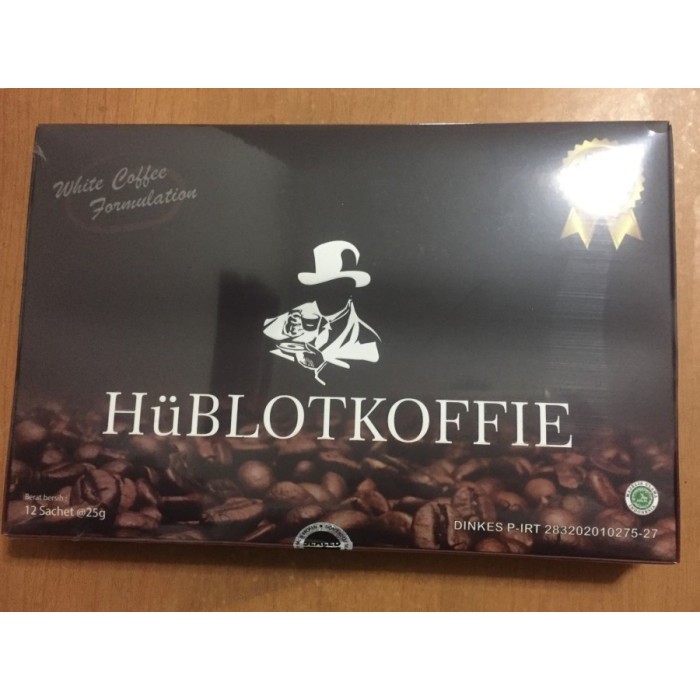 White Coffee
Formulation
HüBLOTKOFFIE
Berat bersih :
12 Sachet @25g
DINKES P-IRT 283202010275-27